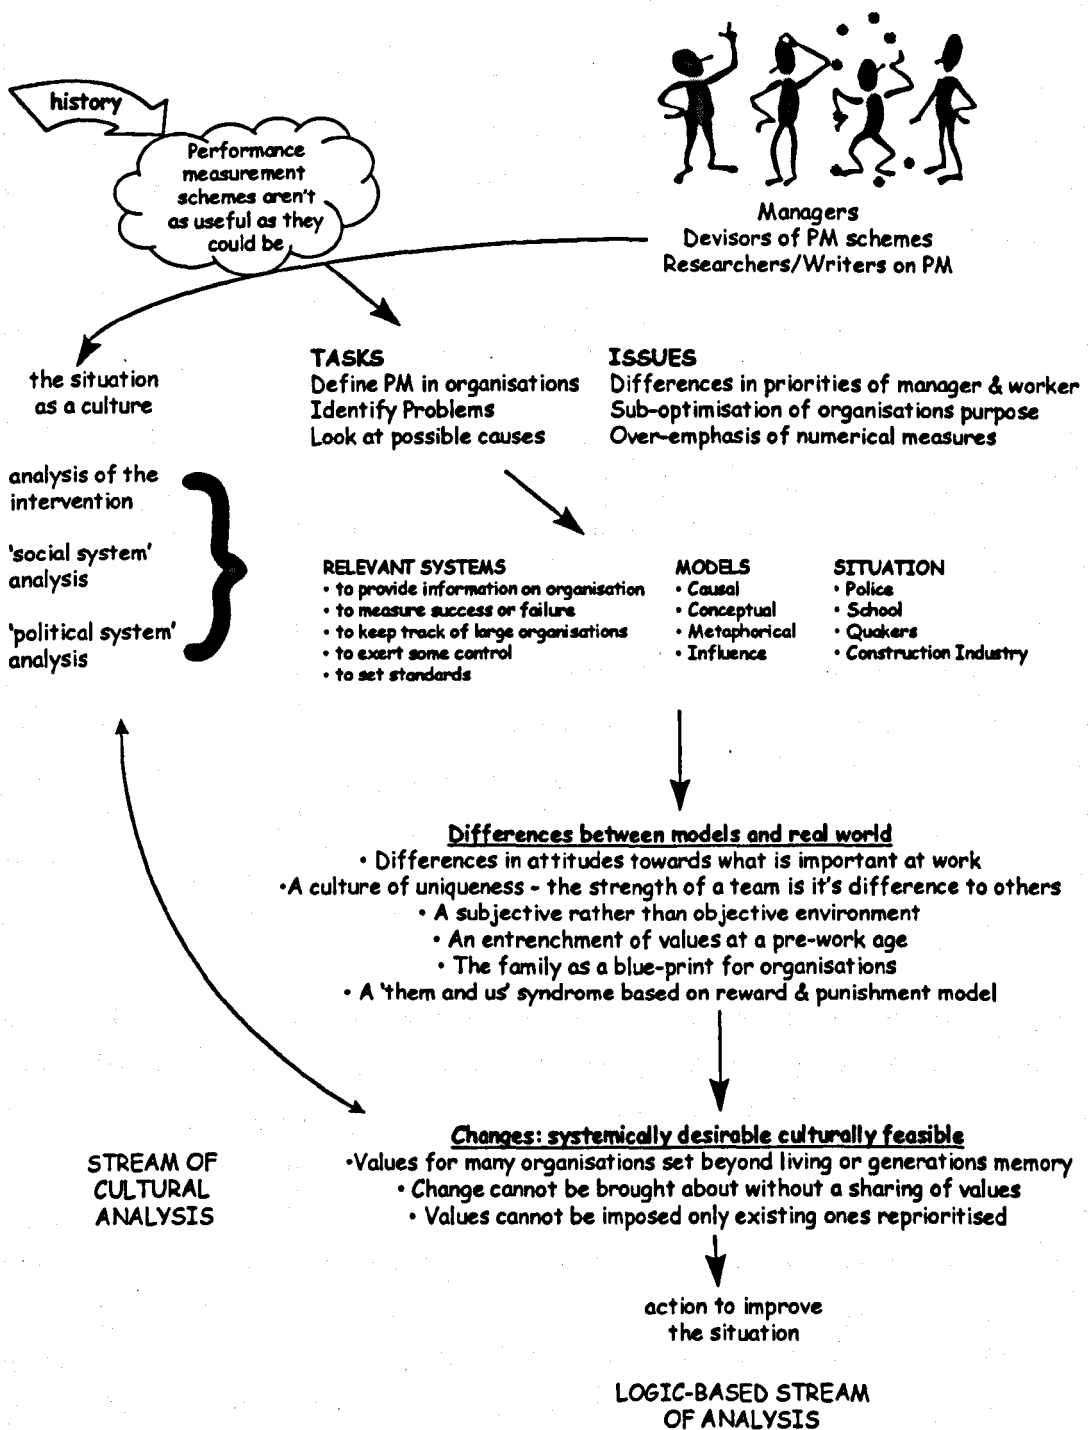 history
Performance
measurement
schemes aren't
as useful as they
could be
Managers
Devisors of PM schemes
Researchers/Writers on PM
the situation
as a culture
TASKS
Define PM in organisations
Identify Problems
Look at possible causes
ISSUES
Differences in priorities of manager & worker
Sub-optimisation of organisations purpose
Over-emphasis of numerical measures
analysis of the
intervention
'social system'
analysis
'political system'
analysis
RELEVANT SYSTEMS
• to provide information on organisation
• to measure success or failure
• to keep track of large organisations
• to exert some control
• to set standards
MODELS
• Causal
• Conceptual
• Metaphorical
• Influence
SITUATION
• Police
• School
• Quakers
• Construction Industry
Differences between models and real world
• Differences in attitudes towards what is important at work
•A culture of uniqueness - the strength of a team is it's difference to others
• A subjective rather than objective environment
• An entrenchment of values at a pre-work age
• The family as a blue-print for organisations
• A 'them and us' syndrome based on reward & punishment model
Changes: systemically desirable culturally feasible
•Values for many organisations set beyond living or generations memory
• Change cannot be brought about without a sharing of values
• Values cannot be imposed only existing ones reprioritised
STREAM OF
CULTURAL
ANALYSIS
action to improve
the situation
LOGIC-BASED STREAM
OF ANALYSIS